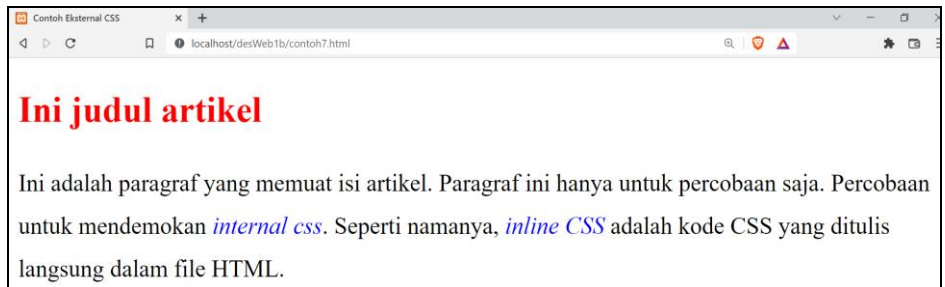 Contoh Eksternal CSS
localhost/desWeb1b/contoh7.html
Ini judul artikel
Ini adalah paragraf yang memuat isi artikel. Paragraf ini hanya untuk percobaan saja. Percobaan
untuk mendemokan internal css. Seperti namanya, inline CSS adalah kode CSS yang ditulis
langsung dalam file HTML.